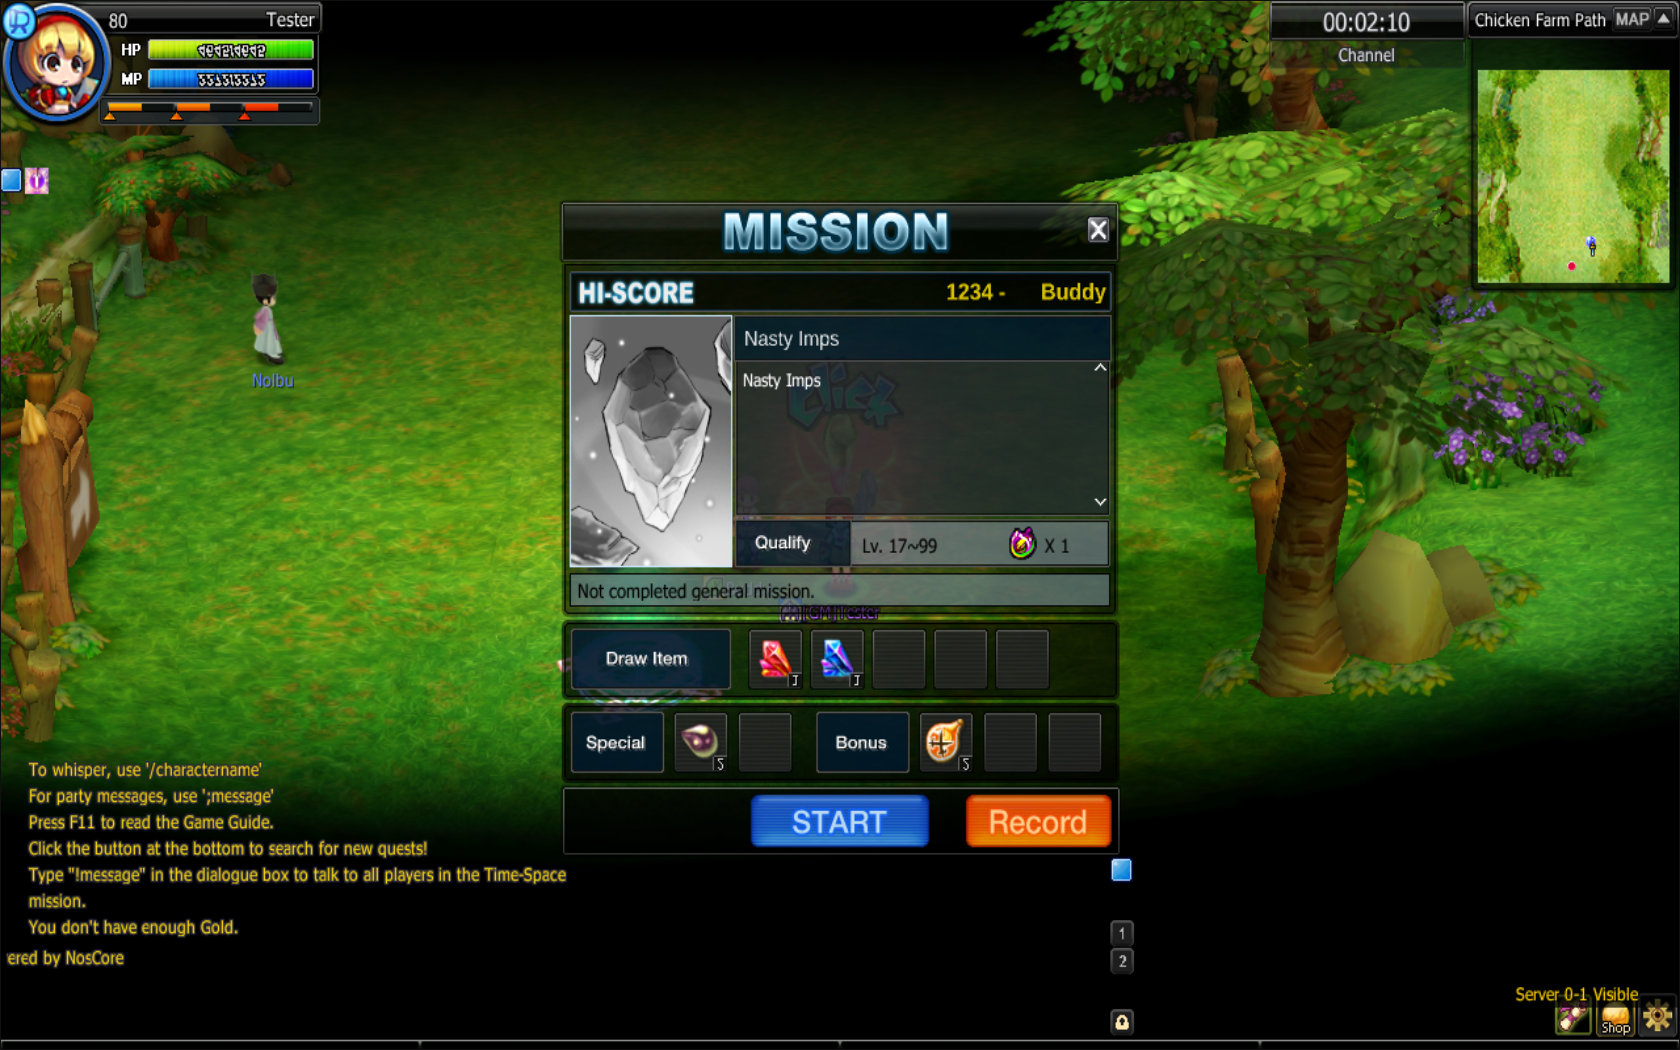 80
Tester
HP
MP
00:02:10
Channel
Chicken Farm Path
MAP
Nolbu
MISSION
HI-SCORE
1234 -
Buddy
Nasty Imps
Nasty Imps
Click
Qualify
Lv. 17~99
X 1
Not completed general mission.
[GM]Tester
Draw Item
Special
5
Bonus
5
START
Record
To whisper, use '/charactername'
For party messages, use ';message'
Press F11 to read the Game Guide.
Click the button at the bottom to search for new quests!
Type "!message" in the dialogue box to talk to all players in the Time-Space
mission.
You don't have enough Gold.
ered by NosCore
1
2
Server 0-1 Visible
Shop